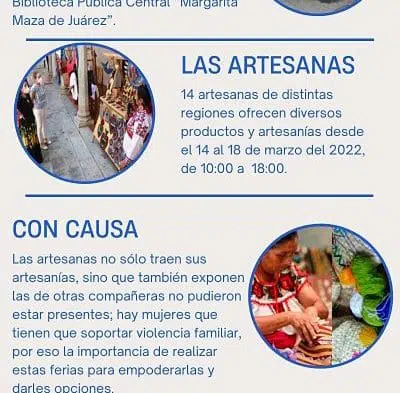 Biblioteca Pública Central "Margarita
Maza de Juárez".
LAS ARTESANAS
14 artesanas de distintas
regiones ofrecen diversos
productos y artesanías desde
el 14 al 18 de marzo del 2022,
de 10:00 a 18:00.
CON CAUSA
Las artesanas no sólo traen sus
artesanías, sino que también exponen
las de otras compañeras no pudieron
estar presentes; hay mujeres que
tienen que soportar violencia familiar,
por eso la importancia de realizar
estas ferias para empoderarlas y
darles opciones.